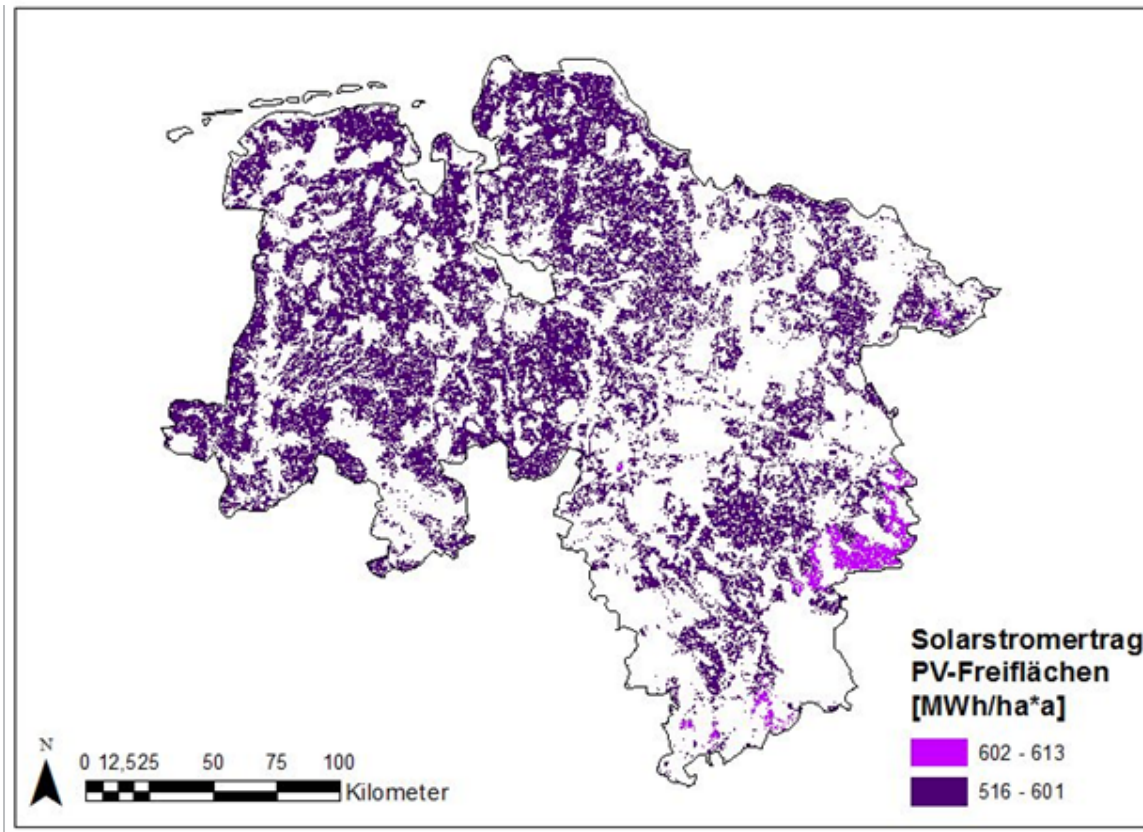 Solarstromertrag
PV-Freiflächen
[MWh/ha*a]
602 - 613
516 - 601
N
0 12,525 50 75 100
Kilometer